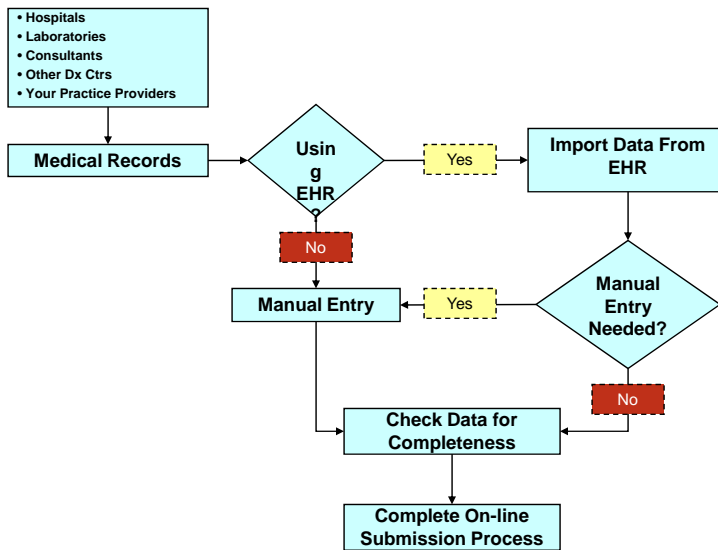 • Hospitals
• Laboratories
• Consultants
• Other Dx Ctrs
• Your Practice Providers
Medical Records
Usin
g
EHR
?
Yes
Import Data From
EHR
No
Manual Entry
Yes
Manual
Entry
Needed?
No
Check Data for
Completeness
Complete On-line
Submission Process